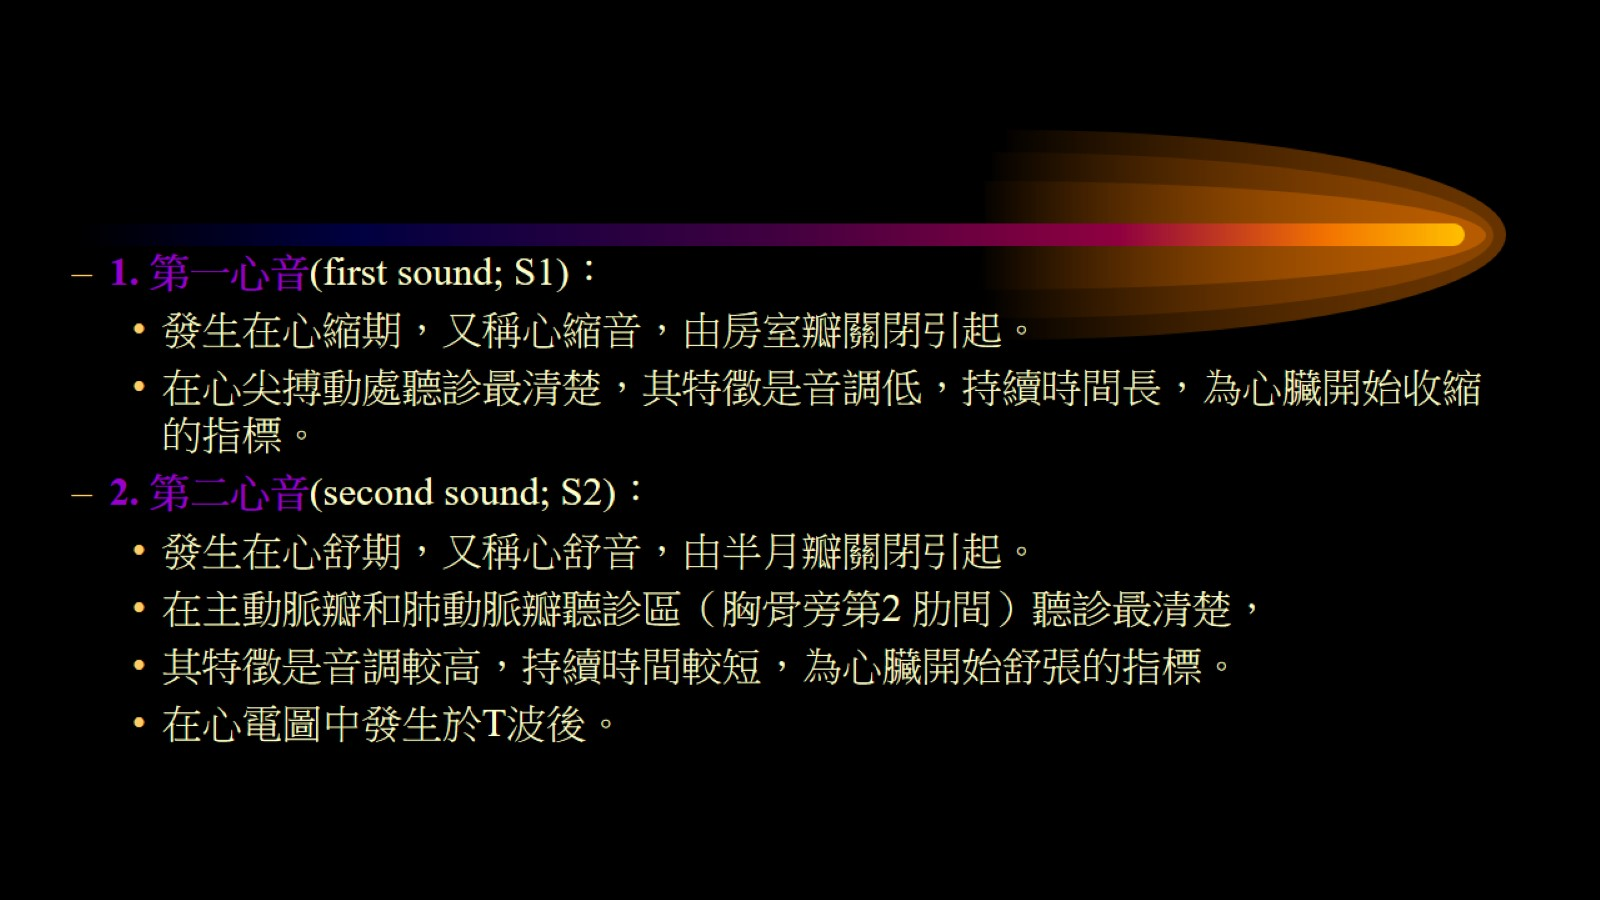 – 1. 第一心音(first sound; S1)：
• 發生在心縮期，又稱心縮音，由房室瓣關閉引起。
• 在心尖搏動處聽診最清楚，其特徵是音調低，持續時間長，為心臟開始收縮
的指標。
– 2. 第二心音(second sound; S2)：
• 發生在心舒期，又稱心舒音，由半月瓣關閉引起。
• 在主動脈瓣和肺動脈瓣聽診區（胸骨旁第2 肋間）聽診最清楚，
• 其特徵是音調較高，持續時間較短，為心臟開始舒張的指標。
• 在心電圖中發生於T波後。